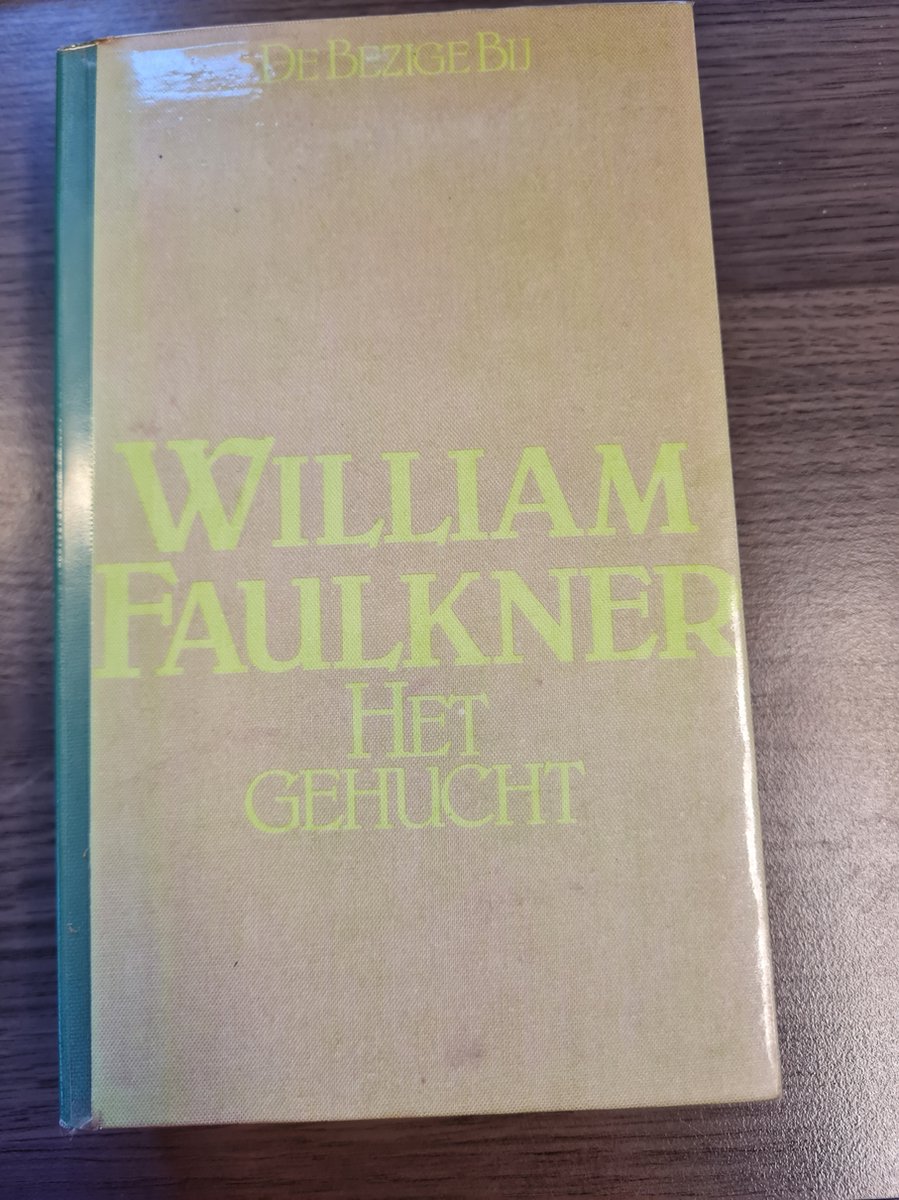 DE BEZIGE BIJ
WILLIAM
FAULKNER
HET
GEHUCHT